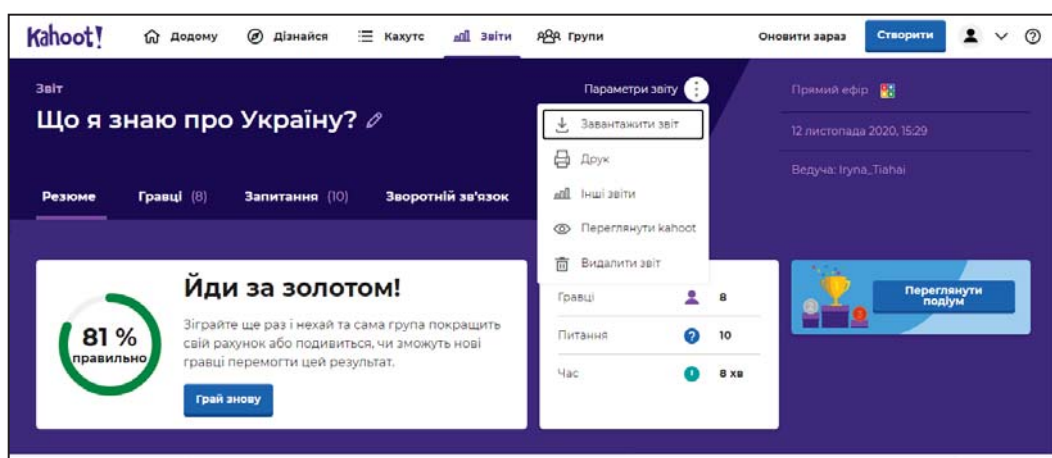 Kahoot! Додому Дізнайся Кахутс Звіти Групи Оновити зараз Створити
Звіт
Що я знаю про Україну?
Параметри звіту
Завантажити звіт
Друк
Інші звіти
Переглянути kahoot
Видалити звіт
Прямий ефір
12 листопада 2020, 15:29
Ведуча: Iryna_Tiahai
Резюме Гравці (8) Запитання (10) Зворотній зв'язок
81 %
правильно
Йди за золотом!
Зіграйте ще раз і нехай та сама група покращить
свій рахунок або подивиться, чи зможуть нові
гравці перемогти цей результат.
Грай знову
Гравці 8
Питання 10
Час 8 хв
Переглянути
подіум